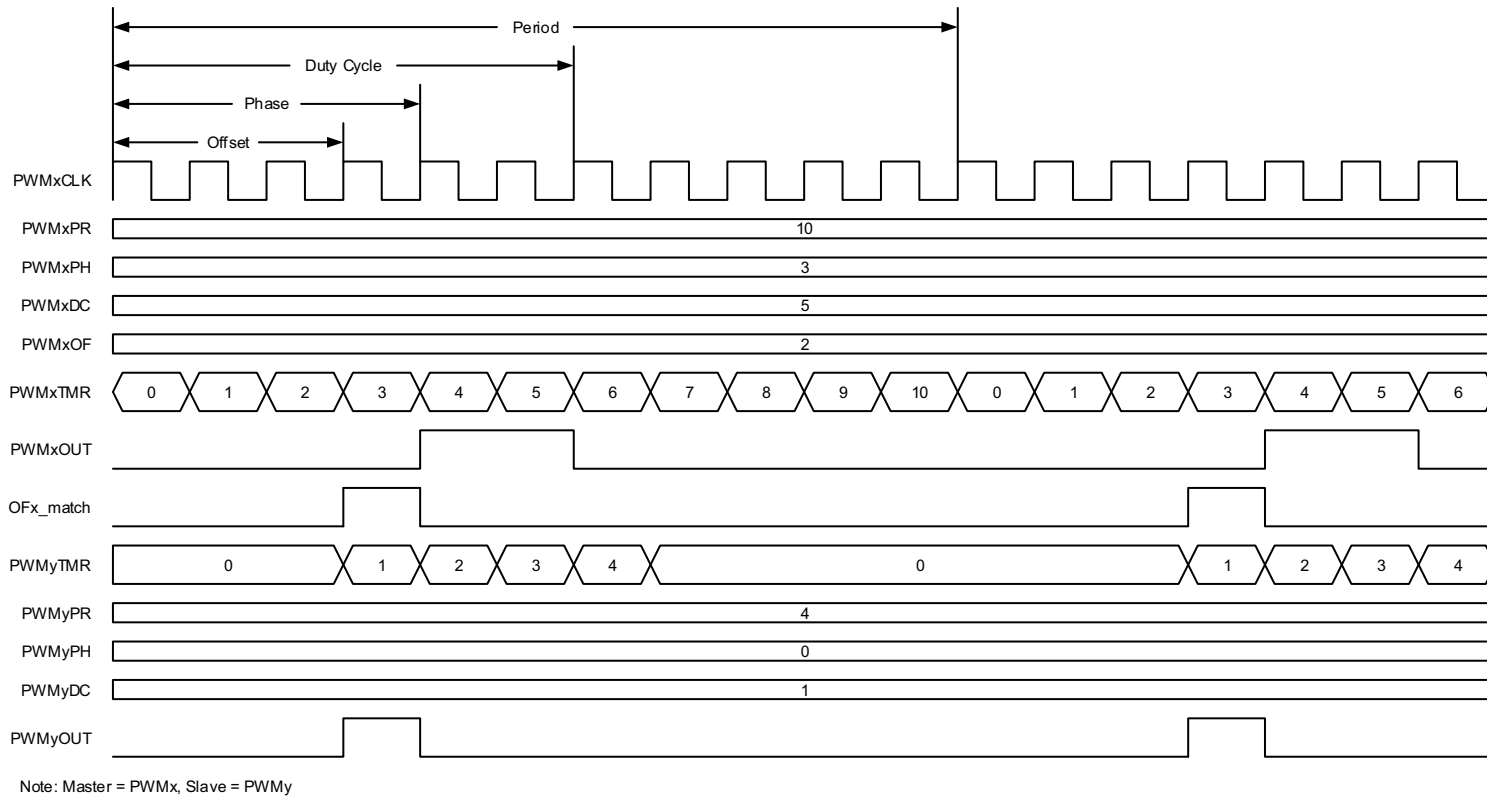 Period
Duty Cycle
Phase
Offset
PWMxCLK
PWMxPR 10
PWMxPH 3
PWMxDC 5
PWMxOF 2
PWMxTMR 0 1 2 3 4 5 6 7 8 9 10 0 1 2 3 4 5 6
PWMxOUT
OFx_match
PWMyTMR 0 1 2 3 4 0 1 2 3 4
PWMyPR 4
PWMyPH 0
PWMyDC 1
PWMyOUT
Note: Master = PWMx, Slave = PWMy